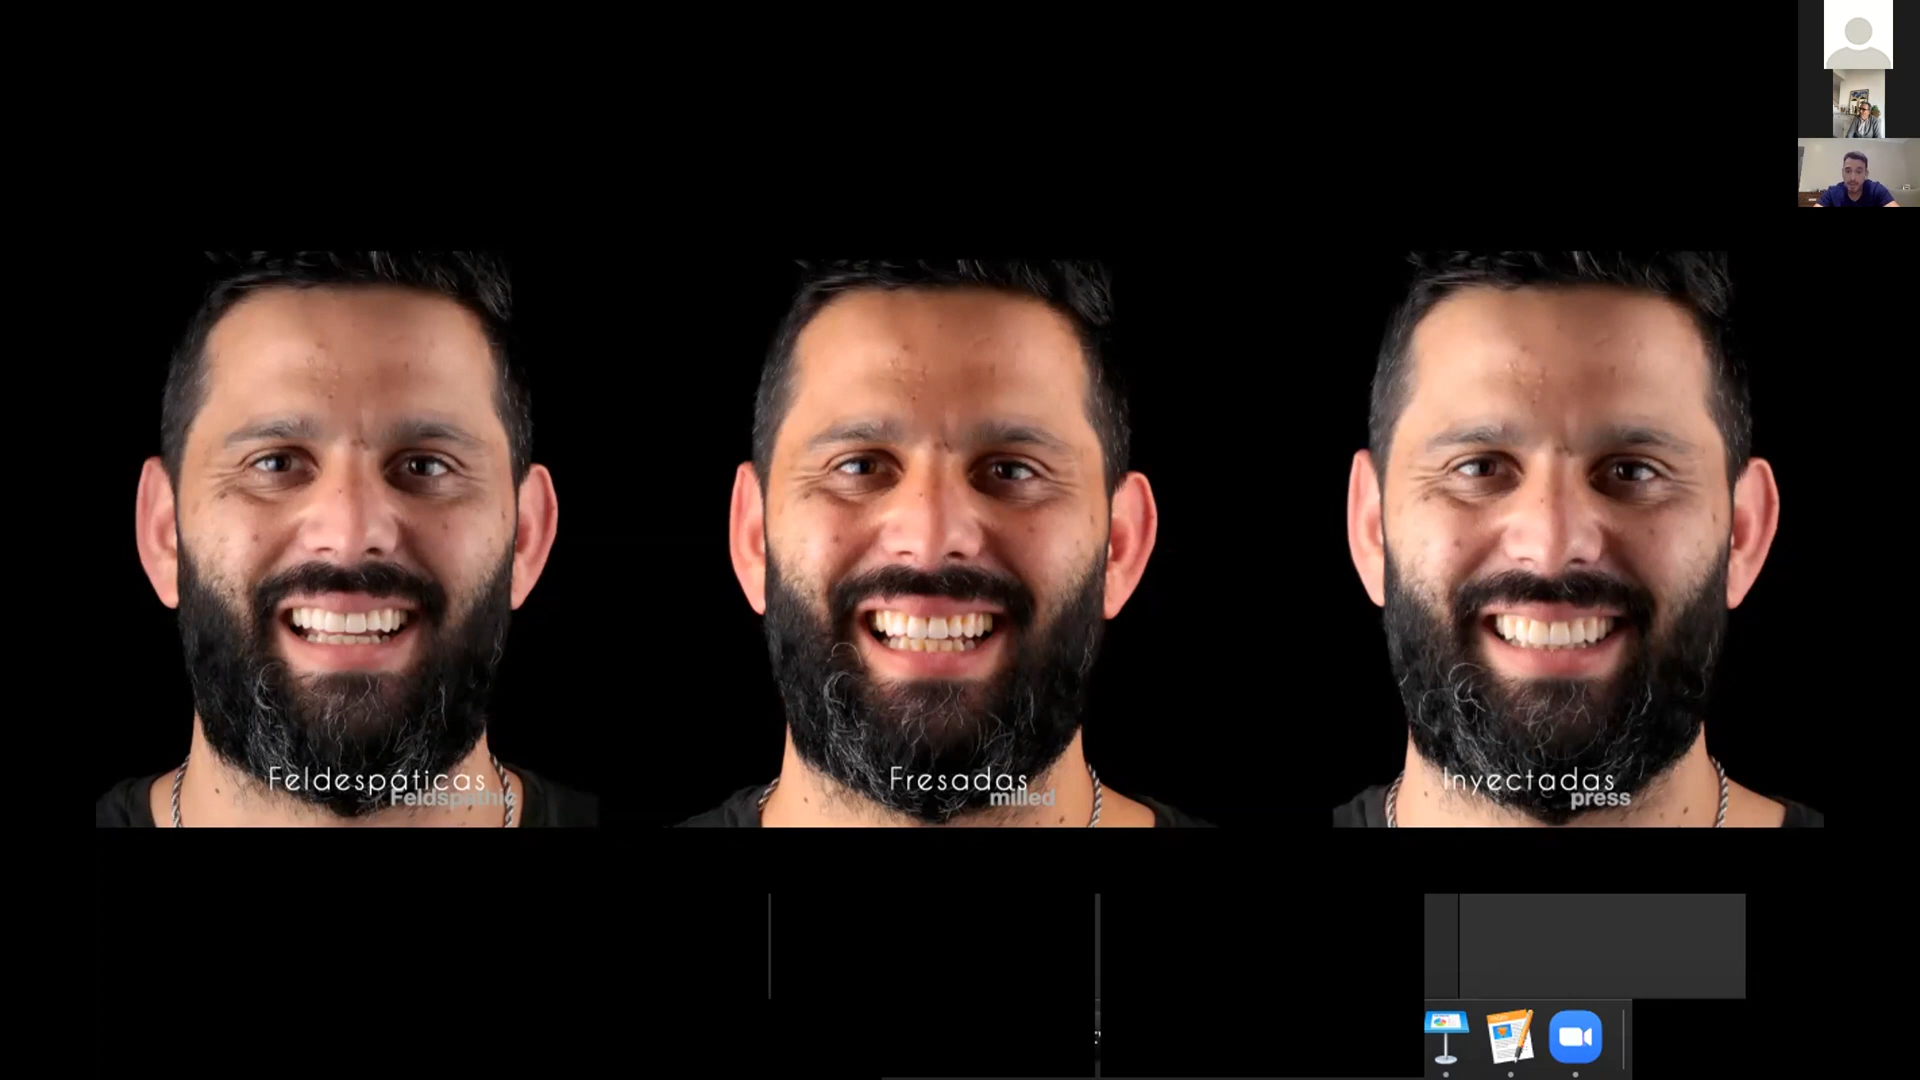 Feldespáticas
Feldspathic
Fresadas
milled
Inyectadas
press